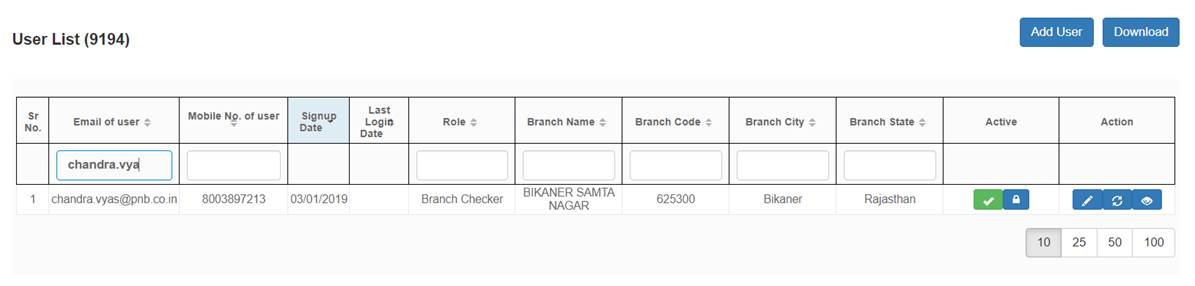 User List (9194)
Add User
Download
Sr No.
Email of user
Mobile No. of user
Signup Date
Last Login Date
Role
Branch Name
Branch Code
Branch City
Branch State
Active
Action
chandra.vya
1 chandra.vyas@pnb.co.in 8003897213 03/01/2019 Branch Checker BIKANER SAMTA NAGAR 625300 Bikaner Rajasthan
10 25 50 100